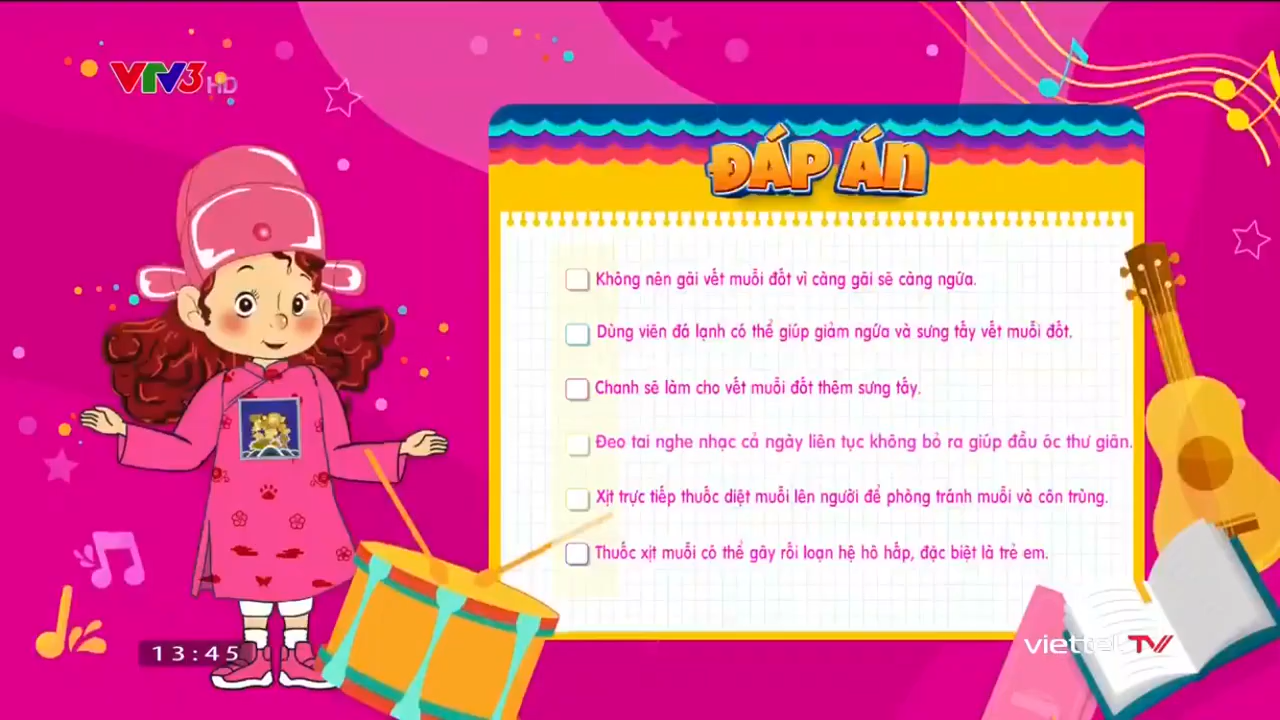 VTV3 HD
ĐÁP ÁN
Không nên gãi vết muỗi đốt vì càng gãi sẽ càng ngứa.
Dùng viên đá lạnh có thể giúp giảm ngứa và sưng tấy vết muỗi đốt.
Chanh sẽ làm cho vết muỗi đốt thêm sưng tấy.
Đeo tai nghe nhạc cả ngày liên tục không bỏ ra giúp đầu óc thư giãn.
Xịt trực tiếp thuốc diệt muỗi lên người để phòng tránh muỗi và côn trùng.
Thuốc xịt muỗi có thể gây rối loạn hệ hô hấp, đặc biệt là trẻ em.
13:45
viettel TV